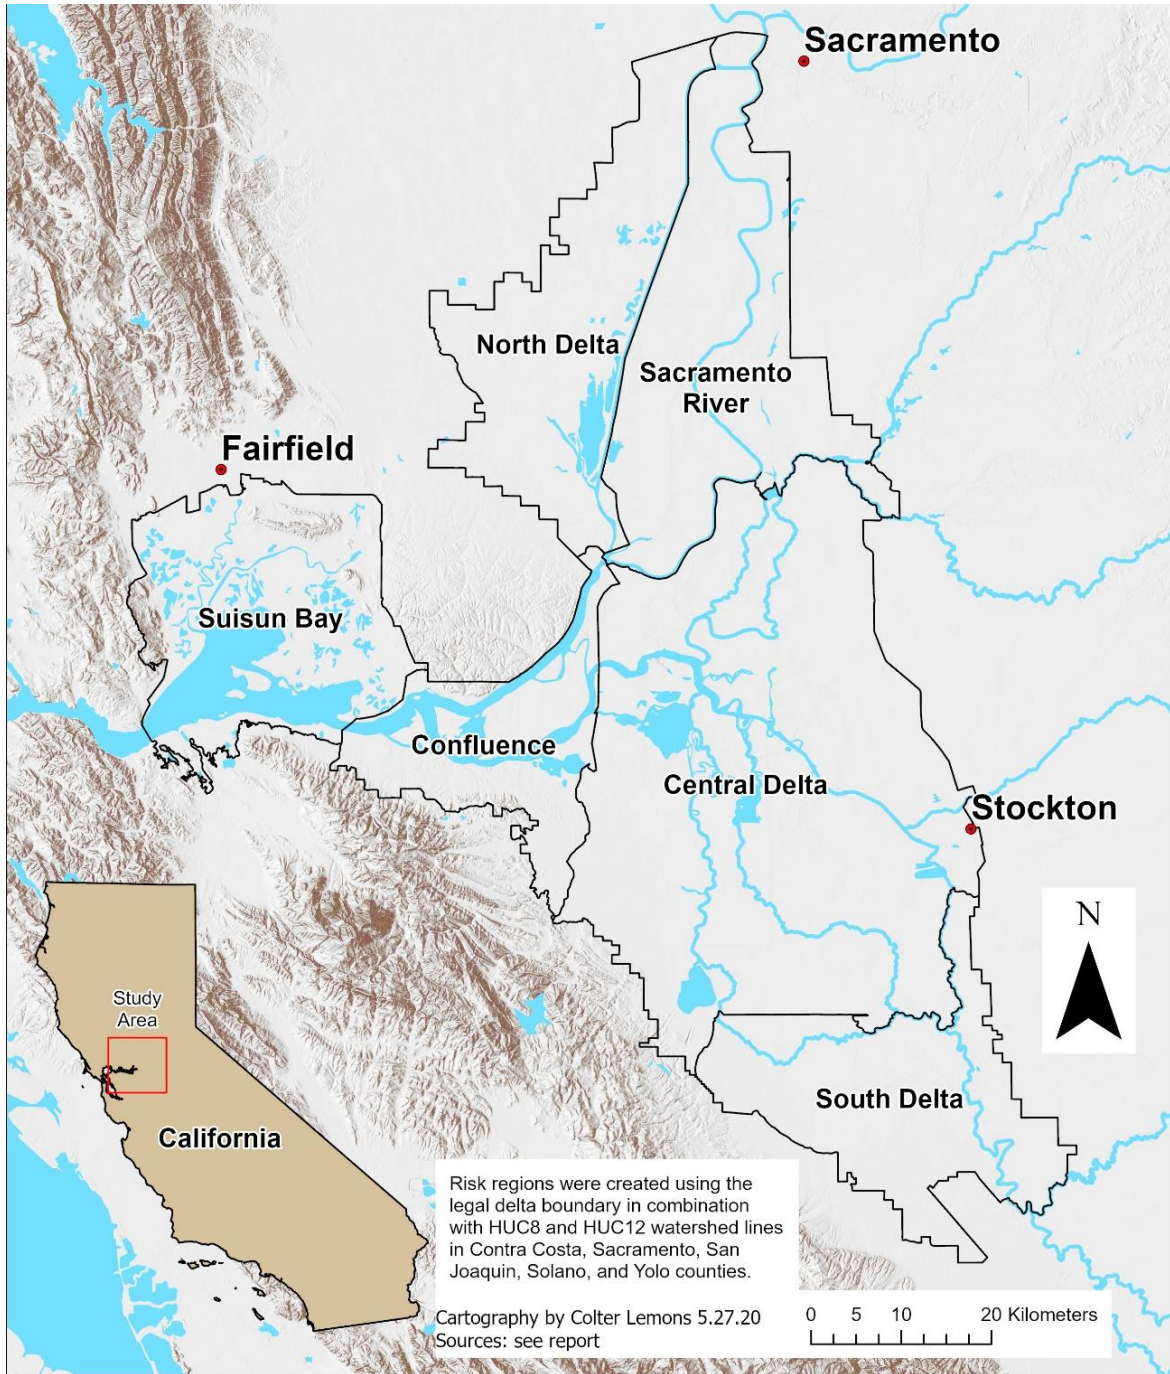 Sacramento
North Delta
Sacramento
River
Fairfield
Suisun Bay
Confluence
Central Delta
Stockton
N
Study
Area
California
South Delta
Risk regions were created using the
legal delta boundary in combination
with HUC8 and HUC12 watershed lines
in Contra Costa, Sacramento, San
Joaquin, Solano, and Yolo counties.
Cartography by Colter Lemons 5.27.20
Sources: see report
0 5 10 20 Kilometers